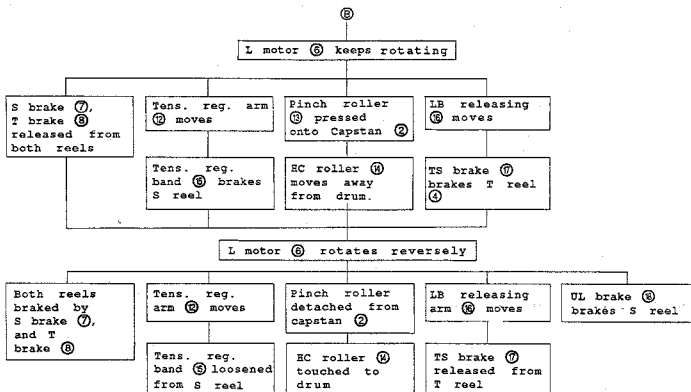 Ⓑ
L motor ⑥ keeps rotating
S brake ⑦,
T brake ⑧
released from
both reels
Tens. reg. arm
⑫ moves
Pinch roller
⑬ pressed
onto Capstan ②
LB releasing
⑯ moves
Tens. reg.
band ⑮ brakes
S reel
HC roller ⑭
moves away
from drum.
TS brake ⑰
brakes T reel
④
L motor ⑥ rotates reversely
Both reels
braked by
S brake ⑦,
and T
brake ⑧
Tens. reg.
arm ⑫ moves
Pinch roller
detached from
capstan ②
LB releasing
arm ⑯ moves
UL brake ⑱
brakes S reel
Tens. reg.
band ⑮ loosened
from S reel
HC roller ⑭
touched to
drum
TS brake ⑰
released from
T reel